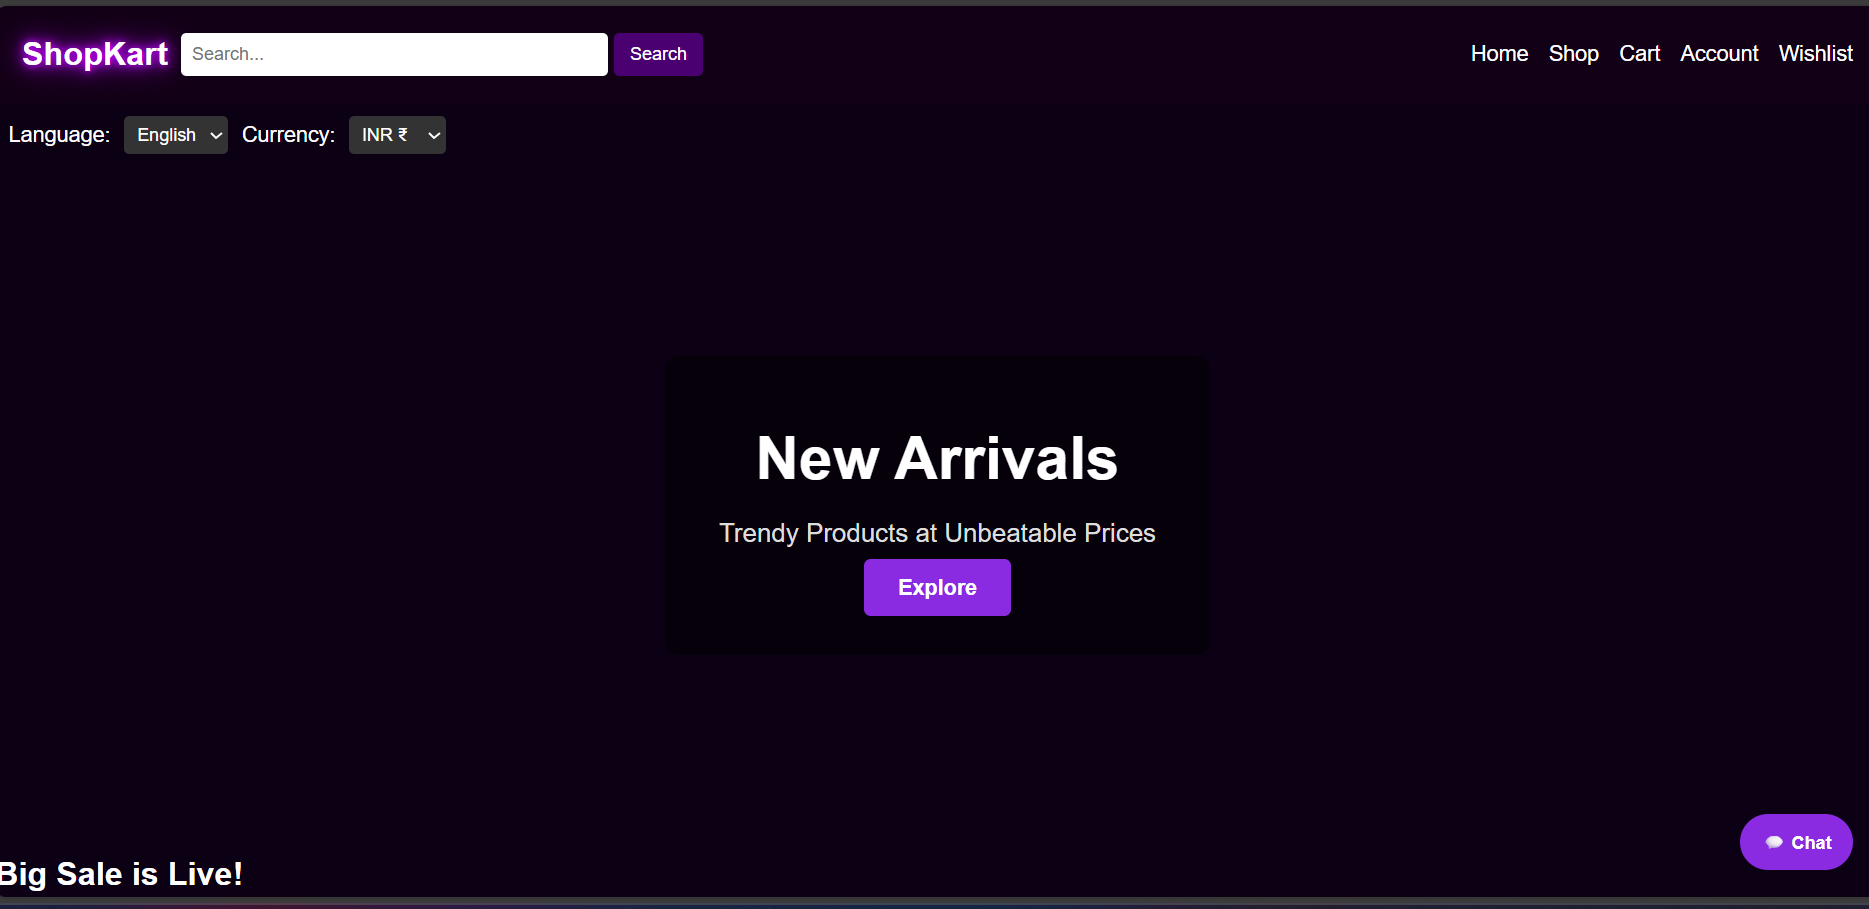 ShopKart Search... Search Home Shop Cart Account Wishlist
Language: English Currency: INR ₹
New Arrivals
Trendy Products at Unbeatable Prices
Explore
Chat
Big Sale is Live!